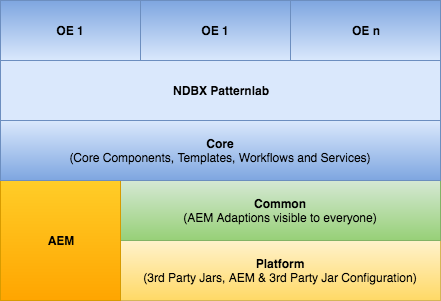 OE 1
OE 1
OE n
NDBX Patternlab
Core
(Core Components, Templates, Workflows and Services)
AEM
Common
(AEM Adaptions visible to everyone)
Platform
(3rd Party Jars, AEM & 3rd Party Jar Configuration)